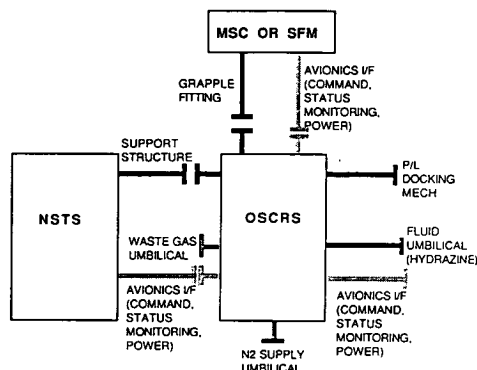 MSC OR SFM
GRAPPLE
FITTING
AVIONICS I/F
(COMMAND,
STATUS
MONITORING,
POWER)
SUPPORT
STRUCTURE
NSTS
OSCRS
P/L
DOCKING
MECH
WASTE GAS
UMBILICAL
FLUID
UMBILICAL
(HYDRAZINE)
AVIONICS I/F
(COMMAND,
STATUS
MONITORING,
POWER)
AVIONICS I/F
(COMMAND,
STATUS
MONITORING,
POWER)
N2 SUPPLY
UMBILICAL